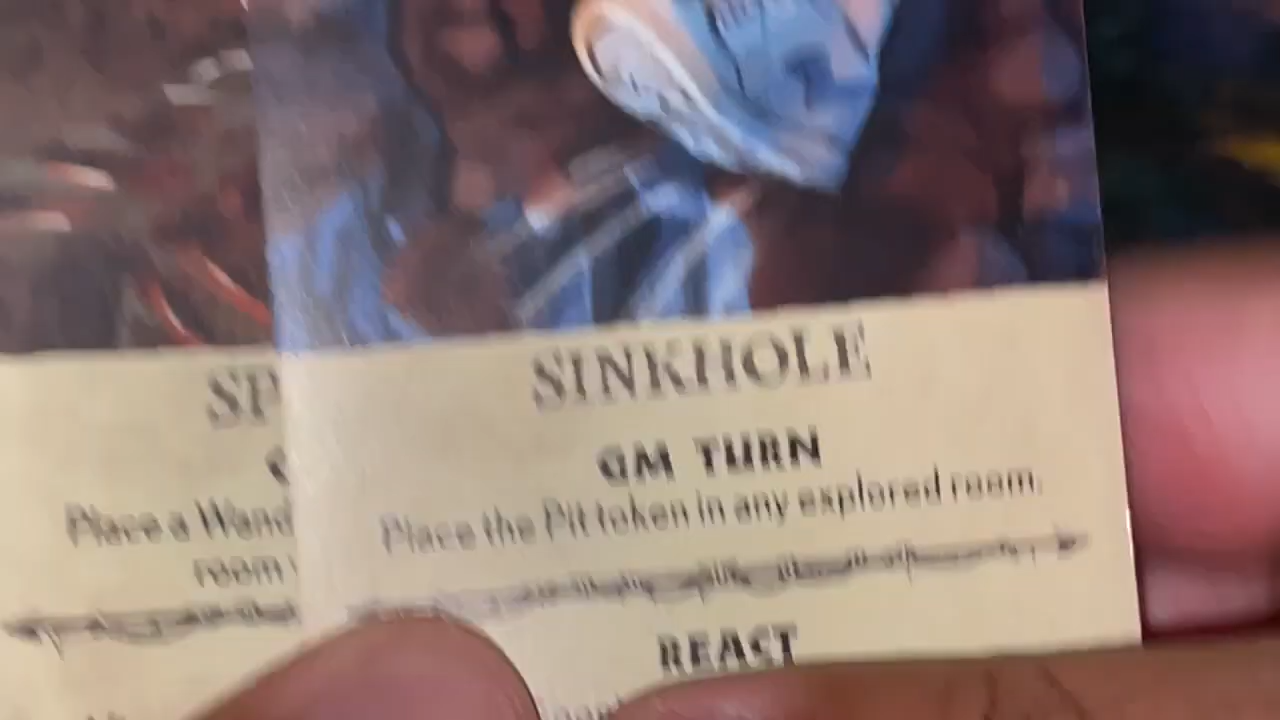 SINKHOLE
GM TURN
Place the Pit token in any explored room.
REACT
SP
Place a Wand
room